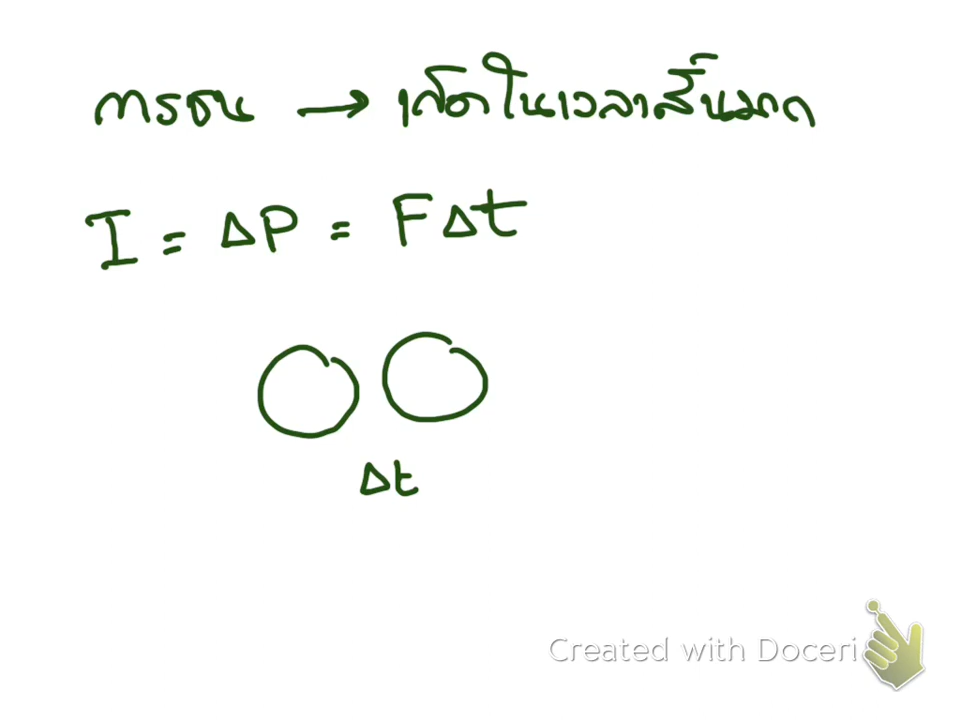 การชน → เกิดในเวลาสั้นมาก
I = ΔP = FΔt
Δt
Created with Doceri